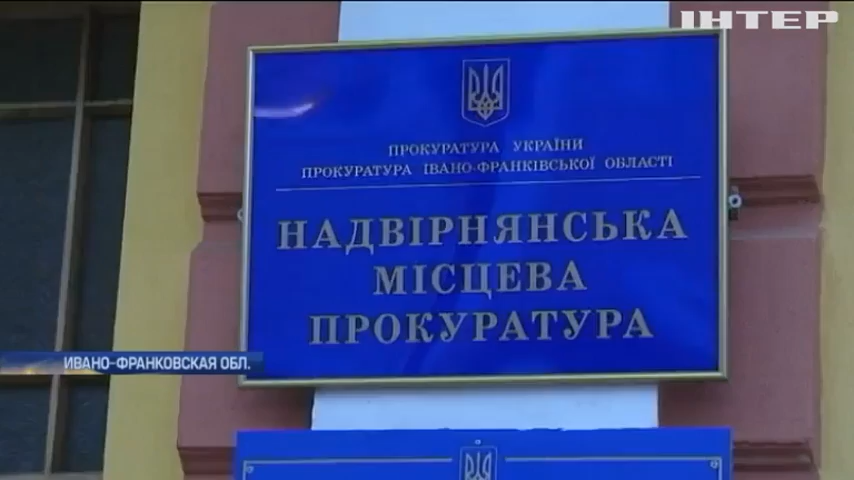 ІНТЕР
ПРОКУРАТУРА УКРАЇНИ
ПРОКУРАТУРА ІВАНО-ФРАНКІВСЬКОЇ ОБЛАСТІ
НАДВІРНЯНСЬКА
МІСЦЕВА
ПРОКУРАТУРА
ИВАНО-ФРАНКОВСКАЯ ОБЛ.